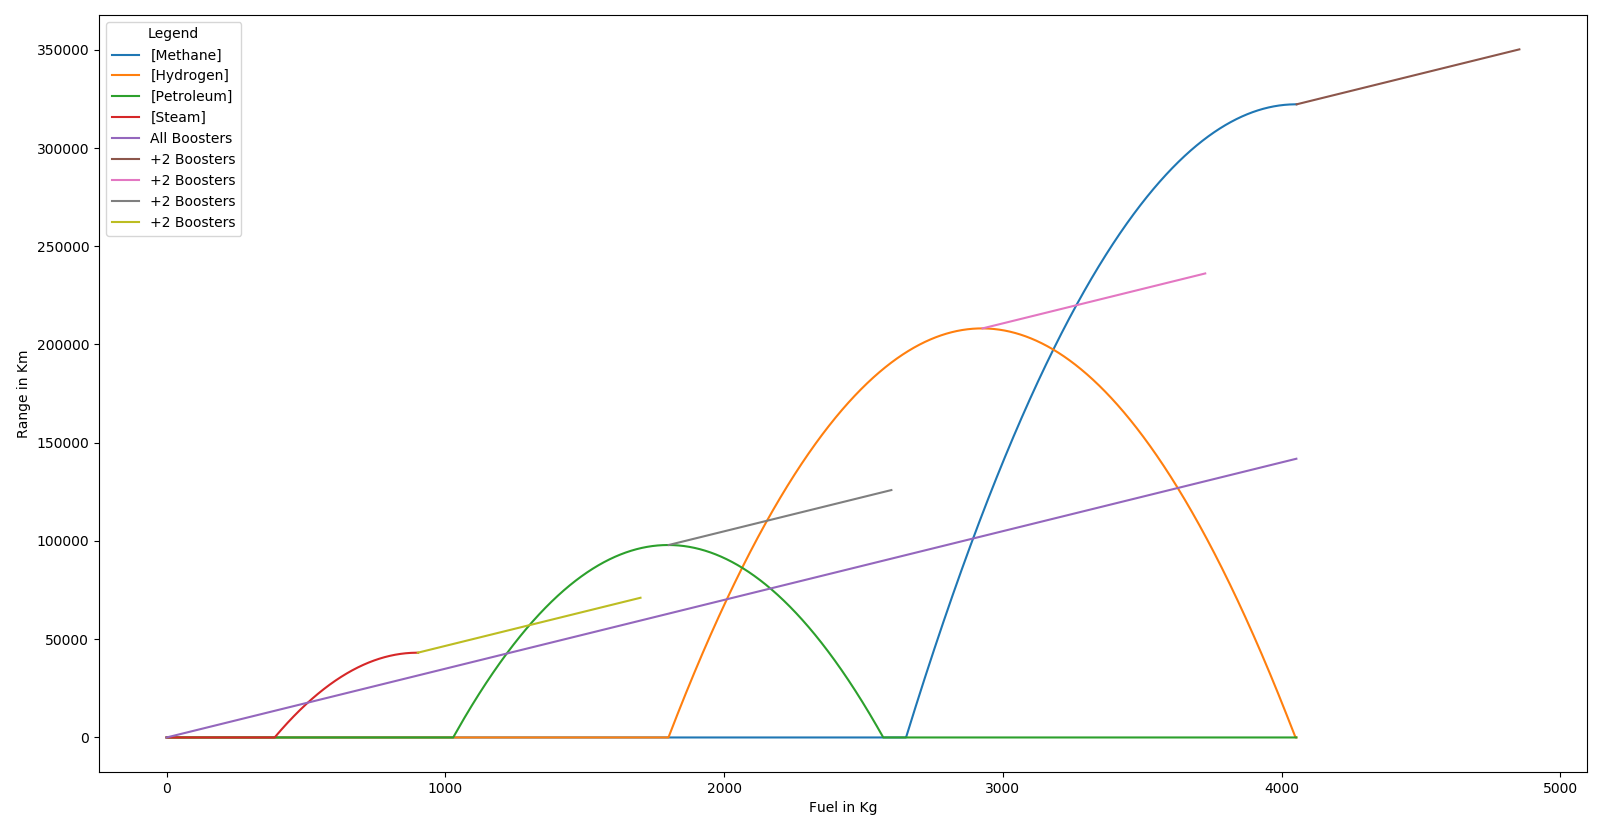 Legend
[Methane]
[Hydrogen]
[Petroleum]
[Steam]
All Boosters
+2 Boosters
+2 Boosters
+2 Boosters
+2 Boosters
350000
300000
250000
200000
150000
100000
50000
0
Range in Km
0 1000 2000 3000 4000 5000
Fuel in Kg